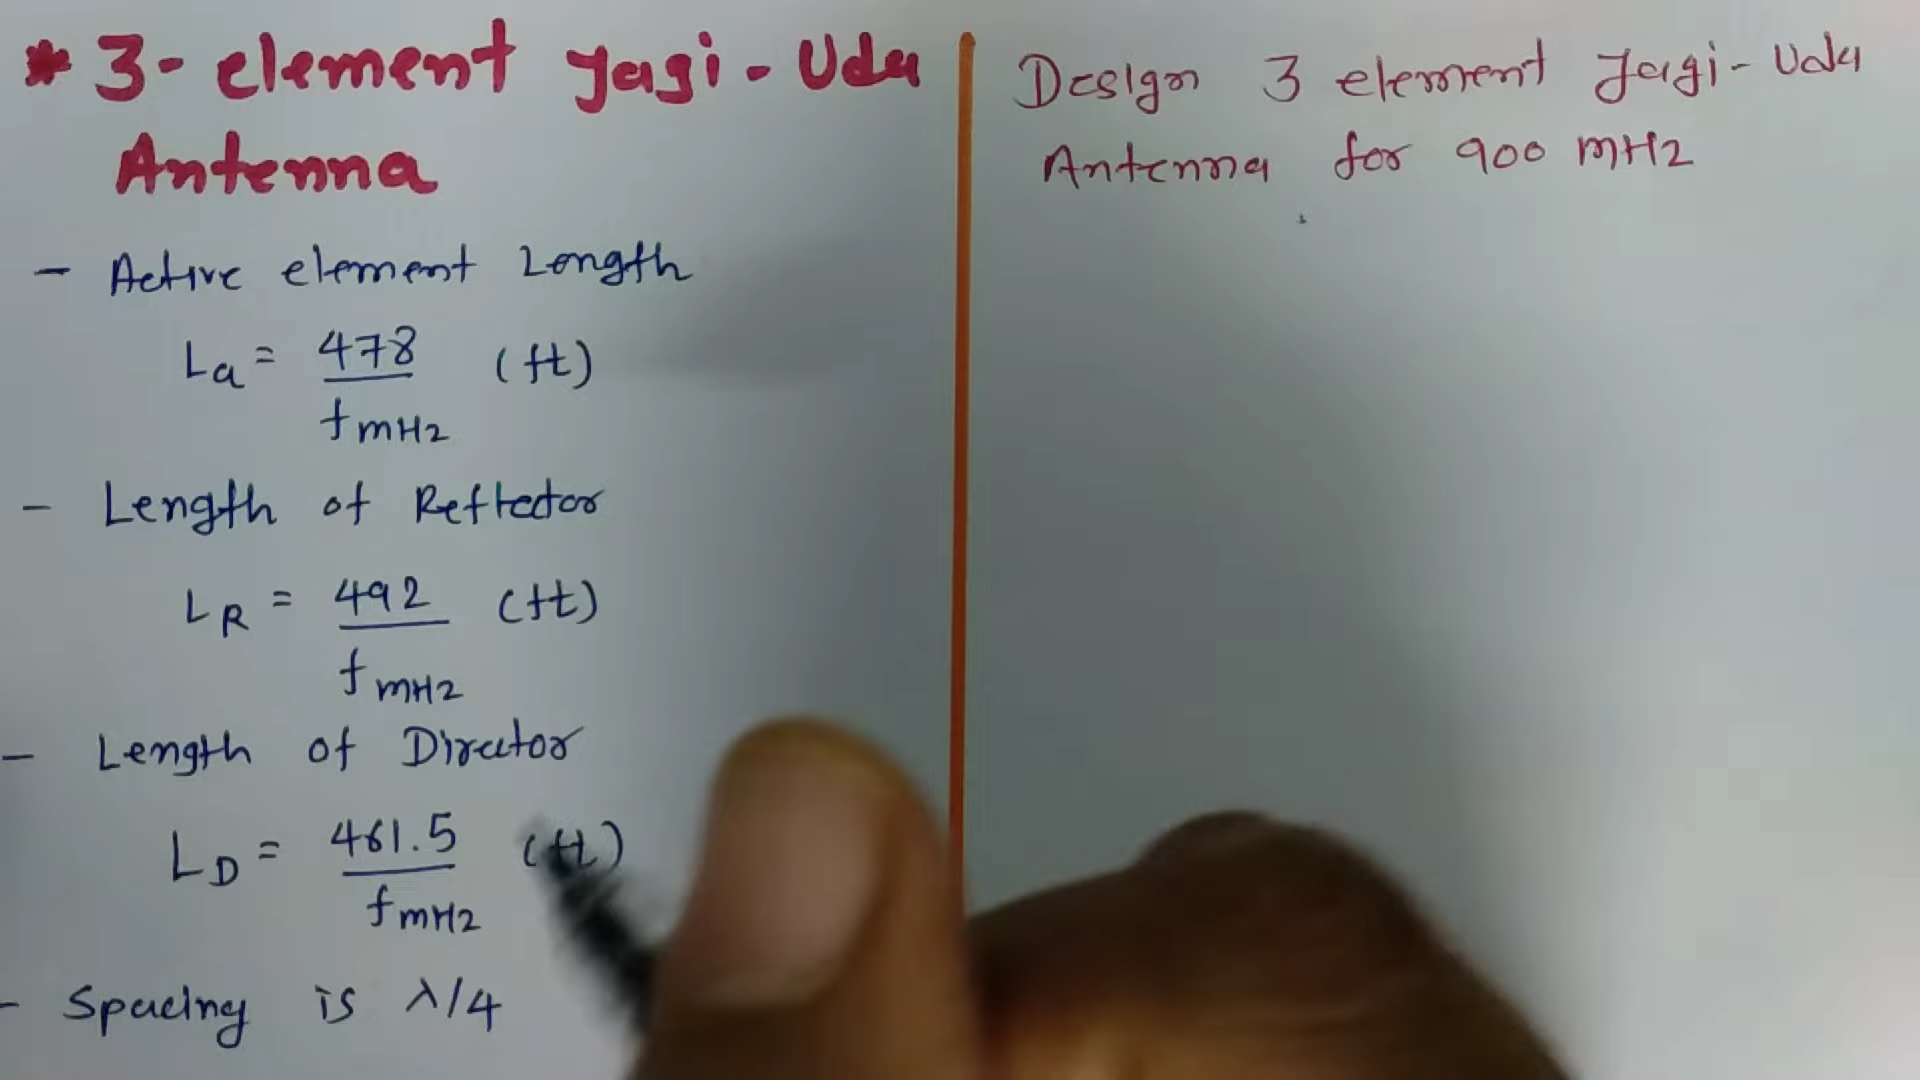 * 3-element Yagi-Uda
Antenna
- Active element Length
La = 478 / fMHz (ft)
- Length of Reflector
LR = 492 / fMHz (ft)
- Length of Director
LD = 461.5 / fMHz (ft)
- Spacing is λ/4
Design 3 element Yagi-Uda
Antenna for 900 MHz